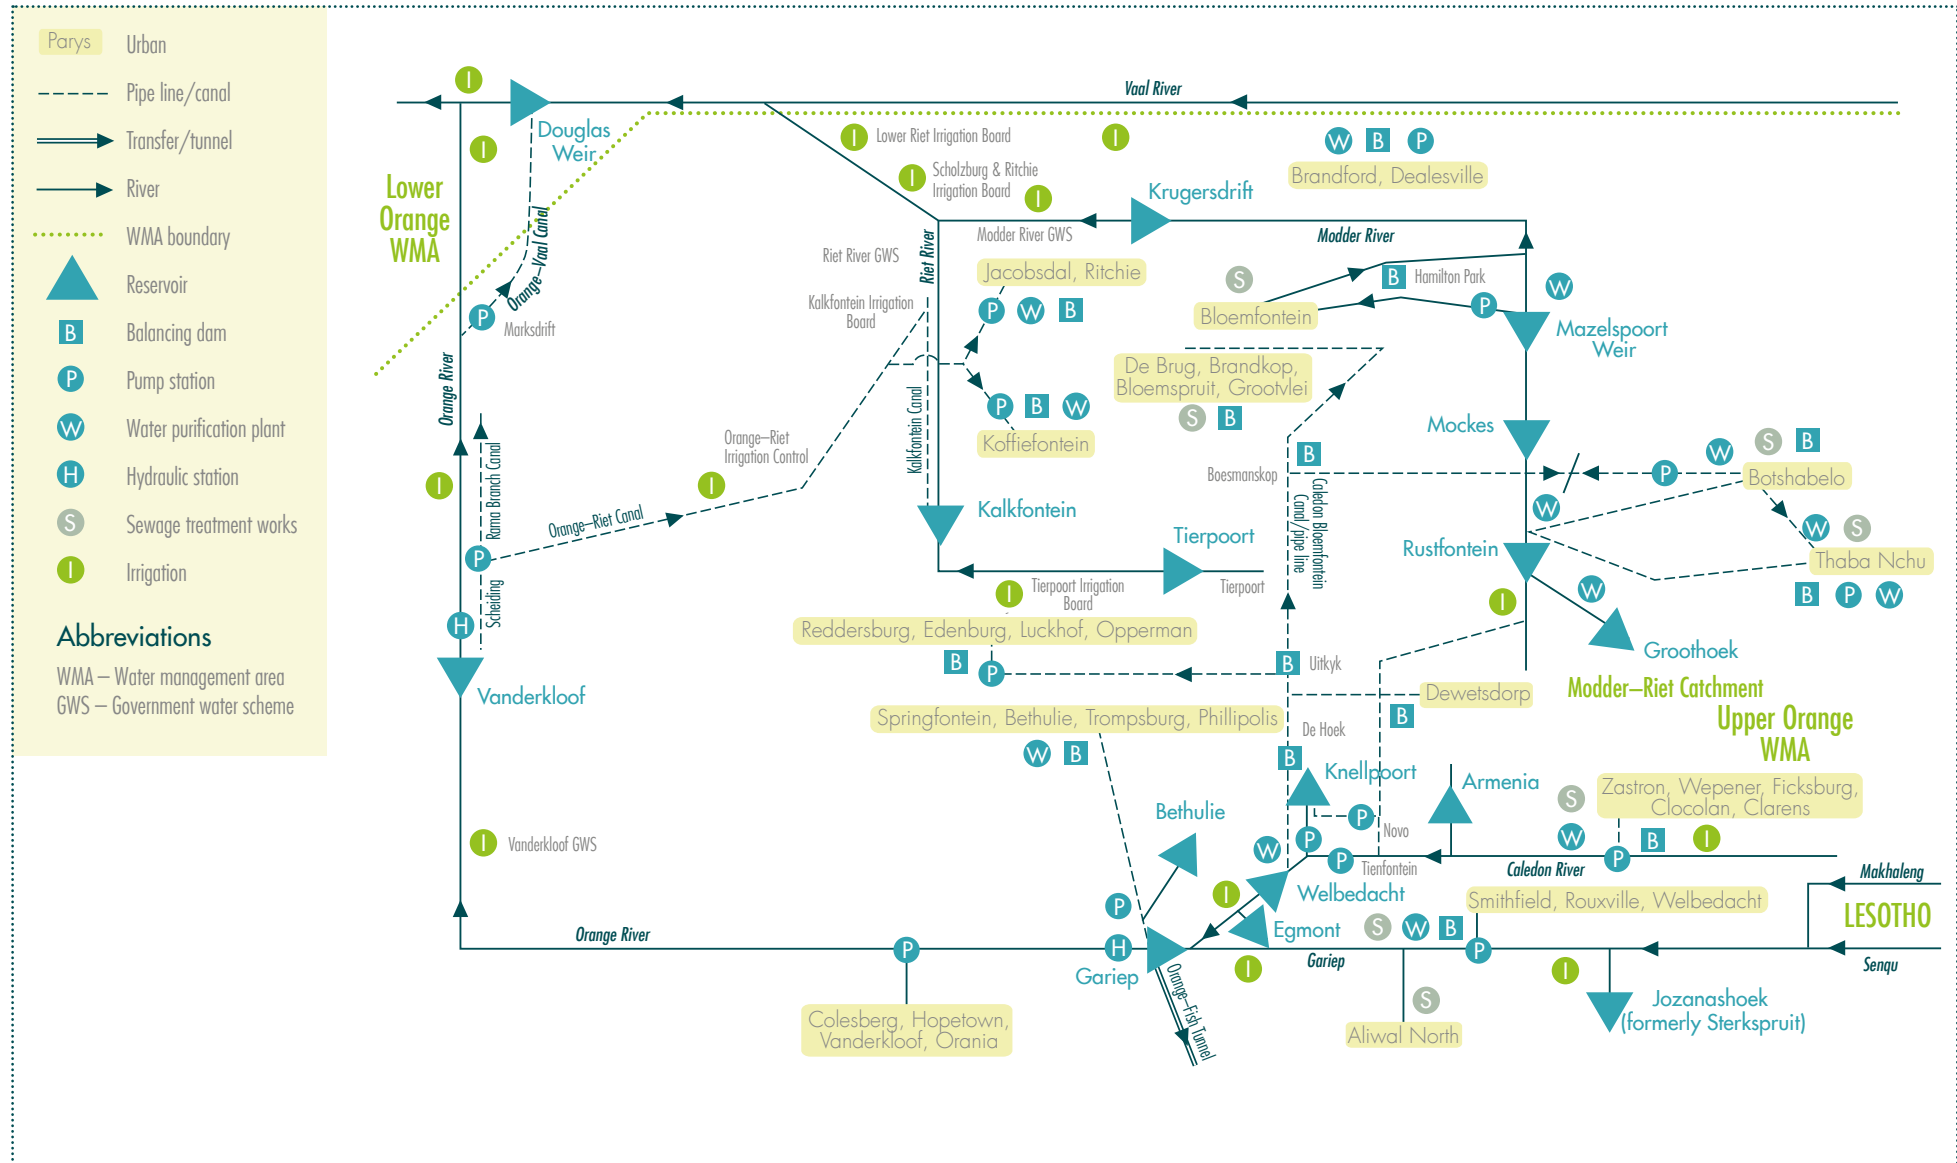 Parys
Urban
Pipe line/canal
Transfer/tunnel
River
WMA boundary
Reservoir
B
Balancing dam
P
Pump station
W
Water purification plant
H
Hydraulic station
S
Sewage treatment works
I
Irrigation
Abbreviations
WMA – Water management area
GWS – Government water scheme
I
Vaal River
Douglas
Weir
I
I
Lower Riet Irrigation Board
I
W
B
P
Brandford, Dealesville
Lower
Orange
WMA
I
Scholzburg & Ritchie
Irrigation Board
I
Krugersdrift
Modder River GWS
Modder River
Orange–Vaal Canal
P
Marksdrift
Riet River GWS
Riet River
Jacobsdal, Ritchie
P
W
B
Kalkfontein Irrigation
Board
S
B
Hamilton Park
Bloemfontein
P
W
Mazelspoort
Weir
De Brug, Brandkop,
Bloemspruit, Grootvlei
S
B
Orange River
Kalkfontein Canal
P
B
W
Koffiefontein
Orange–Riet
Irrigation Control
I
I
Rama Branch Canal
Orange–Riet Canal
P
Scheiding
H
Vanderkloof
Mockes
B
Boesmanskop
Caledon Bloemfontein
Canal/pipe line
P
W
S
B
Botshabelo
W
W
S
Thaba Nchu
B
P
W
Kalkfontein
Tierpoort
Tierpoort
Tierpoort Irrigation
Board
I
Rustfontein
I
W
Groothoek
Reddersburg, Edenburg, Luckhof, Opperman
B
P
B
Uitkyk
Dewetsdorp
B
Modder–Riet Catchment
Upper Orange
WMA
Springfontein, Bethulie, Trompsburg, Phillipolis
W
B
De Hoek
B
Knellpoort
P
Novo
Armenia
S
Zastron, Wepener, Ficksburg,
Clocolan, Clarens
W
P
B
I
I
Vanderkloof GWS
Bethulie
W
P
P
Tienfontein
Caledon River
Makhaleng
LESOTHO
Senqu
Welbedacht
I
Egmont
Smithfield, Rouxville, Welbedacht
S
W
B
P
P
H
Gariep
Orange River
P
Colesberg, Hopetown,
Vanderkloof, Orania
Orange–Fish Tunnel
I
Gariep
S
Aliwal North
I
Jozanashoek
(formerly Sterkspruit)